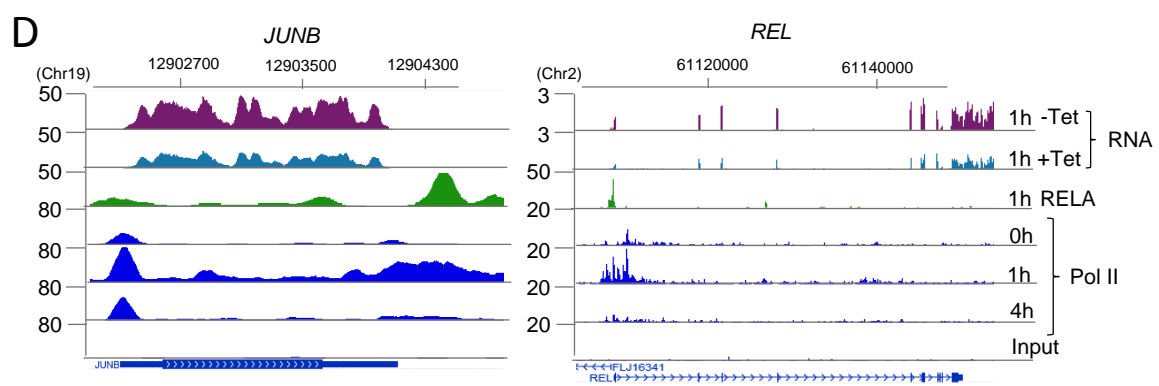 D
JUNB
REL
(Chr19) 12902700 12903500 12904300
(Chr2) 61120000 61140000
50
50
50
80
80
80
80
3
3
50
20
20
20
20
1h -Tet
1h +Tet
RNA
1h RELA
0h
1h
4h
Pol II
Input
JUNB
FLJ16341
REL